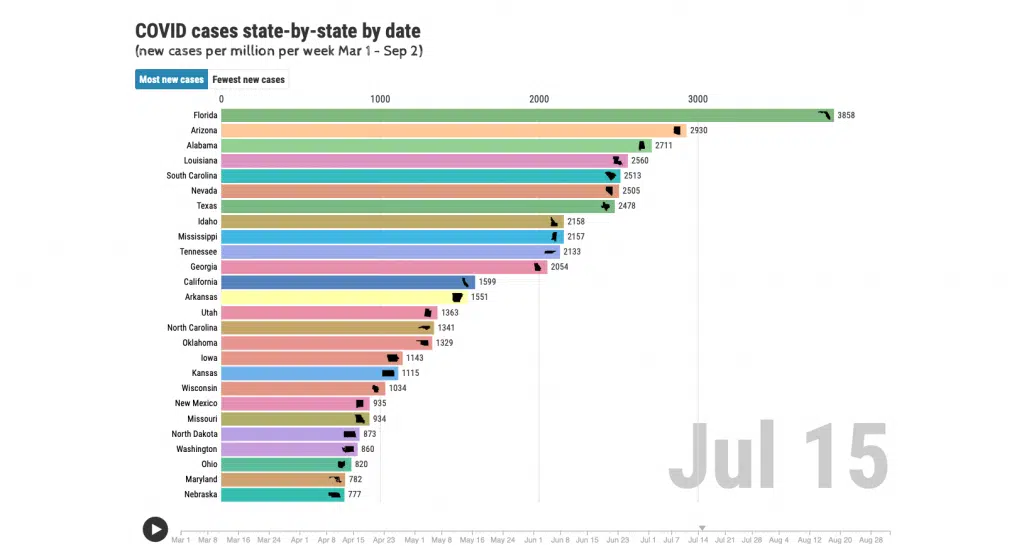 COVID cases state-by-state by date
(new cases per million per week Mar 1 - Sep 2)
Most new cases Fewest new cases
0 1000 2000 3000
Florida 3858
Arizona 2930
Alabama 2711
Louisiana 2560
South Carolina 2513
Nevada 2505
Texas 2478
Idaho 2158
Mississippi 2157
Tennessee 2133
Georgia 2054
California 1599
Arkansas 1551
Utah 1363
North Carolina 1341
Oklahoma 1329
Iowa 1143
Kansas 1115
Wisconsin 1034
New Mexico 935
Missouri 934
North Dakota 873
Washington 860
Ohio 820
Maryland 782
Nebraska 777
Jul 15
Mar 1 Mar 8 Mar 16 Mar 24 Apr 1 Apr 7 Apr 15 Apr 23 May 1 May 8 May 16 May 24 Jun 1 Jun 8 Jun 15 Jun 23 Jul 1 Jul 7 Jul 14 Jul 21 Jul 28 Aug 4 Aug 12 Aug 20 Aug 28